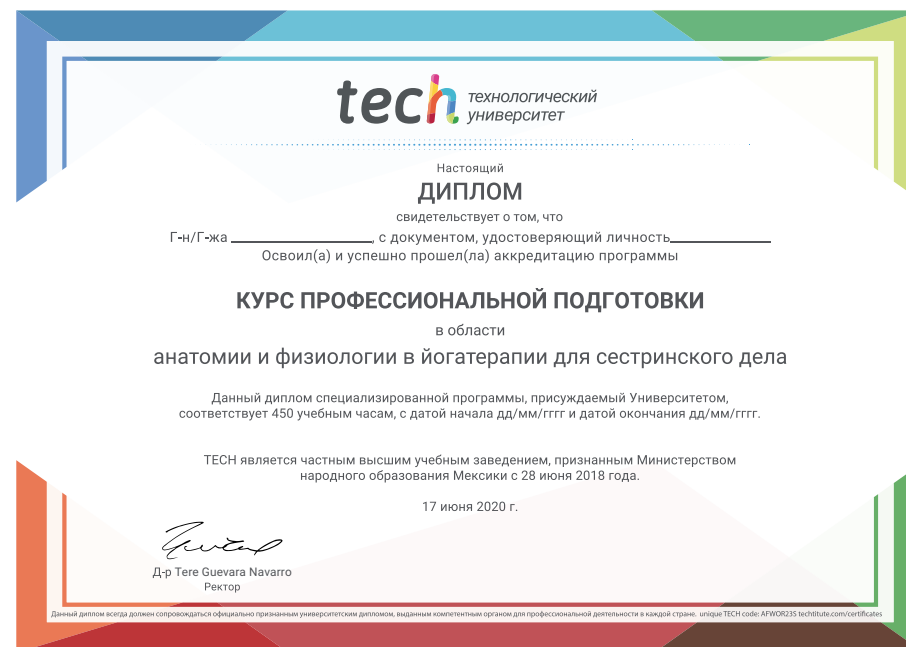 tech технологический
университет
Настоящий
ДИПЛОМ
свидетельствует о том, что
Г-н/Г-жа ____________________, с документом, удостоверяющий личность______________
Освоил(а) и успешно прошел(ла) аккредитацию программы
КУРС ПРОФЕССИОНАЛЬНОЙ ПОДГОТОВКИ
в области
анатомии и физиологии в йогатерапии для сестринского дела
Данный диплом специализированной программы, присуждаемый Университетом,
соответствует 450 учебным часам, с датой начала дд/мм/гггг и датой окончания дд/мм/гггг.
TECH является частным высшим учебным заведением, признанным Министерством
народного образования Мексики с 28 июня 2018 года.
17 июня 2020 г.
Д-р Tere Guevara Navarro
Ректор
Данный диплом всегда должен сопровождаться официально признанным университетским дипломом, выданным компетентным органом для профессиональной деятельности в каждой стране. unique TECH code: AFWOR23S techtitute.com/certificates